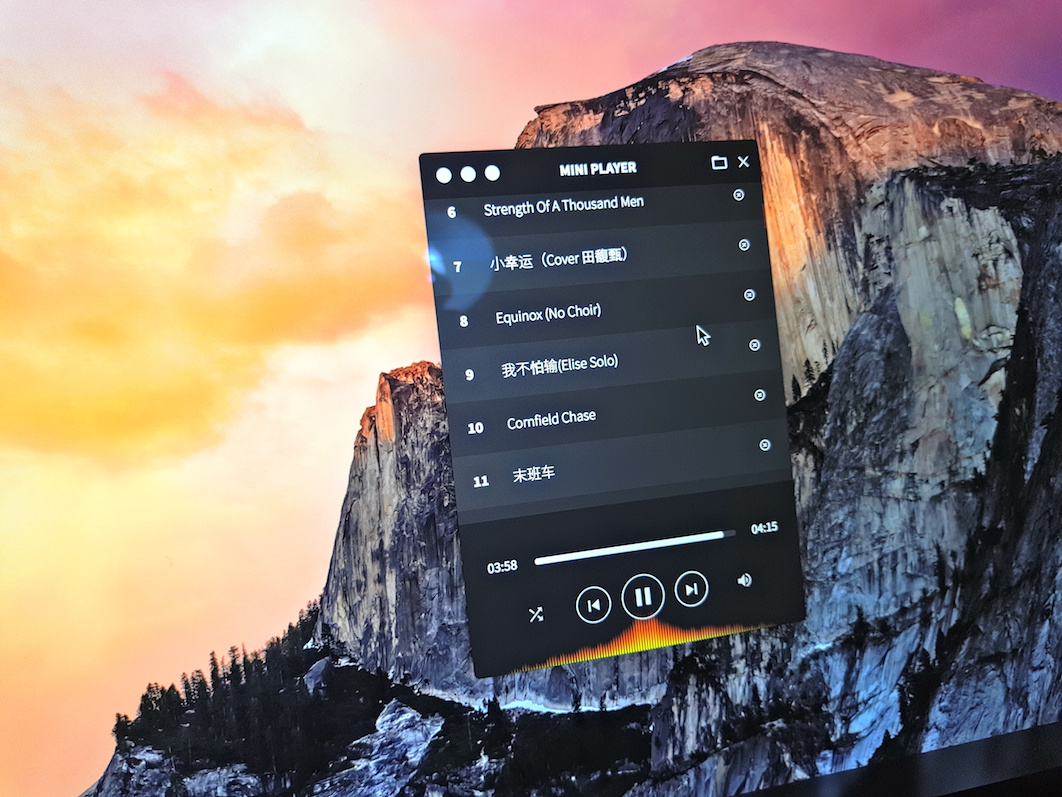 MINI PLAYER
6 Strength Of A Thousand Men
7 小幸运（Cover 田馥甄）
8 Equinox (No Choir)
9 我不怕输(Elise Solo)
10 Cornfield Chase
11 末班车
03:58 04:15